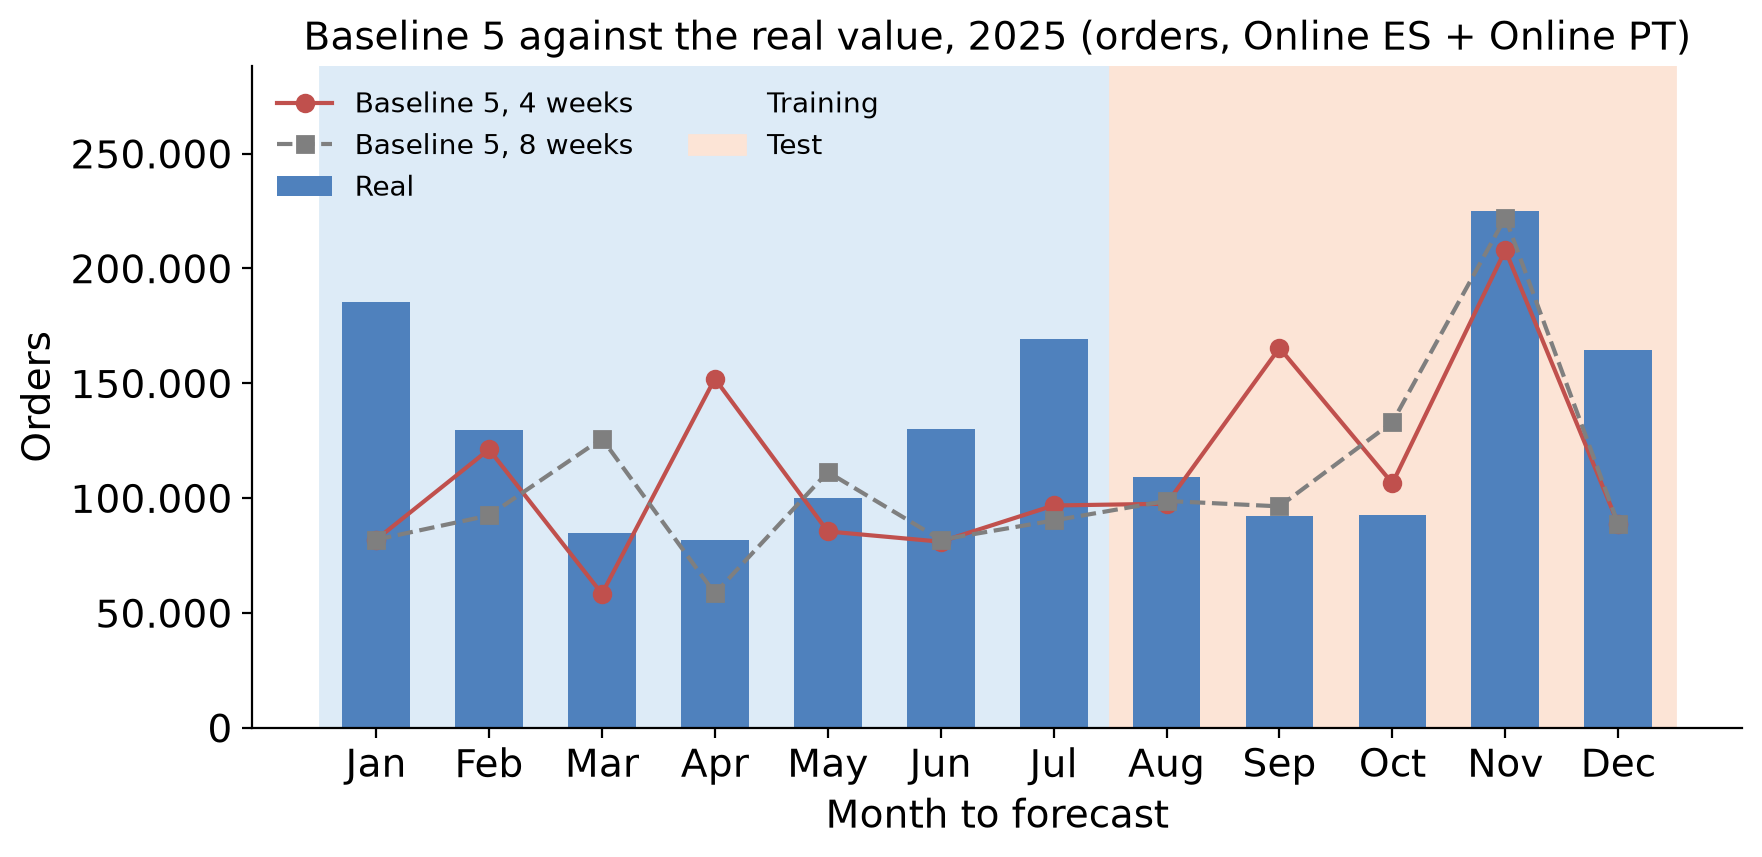 Baseline 5 against the real value, 2025 (orders, Online ES + Online PT)
Baseline 5, 4 weeks
Baseline 5, 8 weeks
Real
Training
Test
Orders
250.000
200.000
150.000
100.000
50.000
0
Jan Feb Mar Apr May Jun Jul Aug Sep Oct Nov Dec
Month to forecast